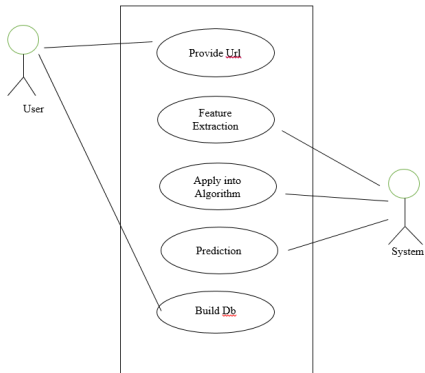 Provide Url
User
Feature
Extraction
Apply into
Algorithm
Prediction
System
Build Db